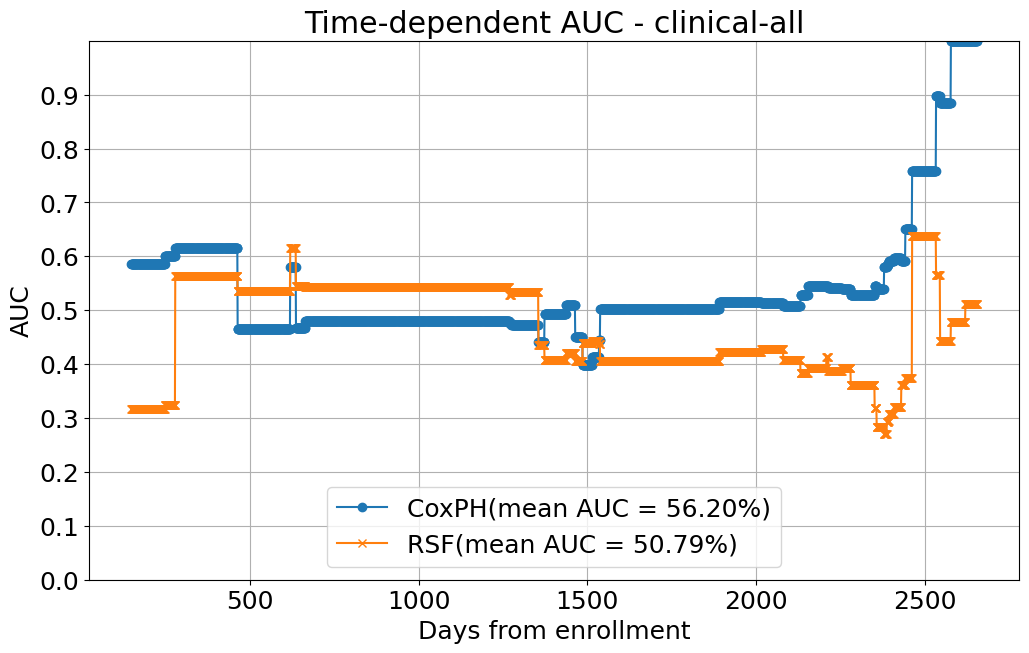 Time-dependent AUC - clinical-all
AUC
0.9
0.8
0.7
0.6
0.5
0.4
0.3
0.2
0.1
0.0
CoxPH(mean AUC = 56.20%)
RSF(mean AUC = 50.79%)
500 1000 1500 2000 2500
Days from enrollment